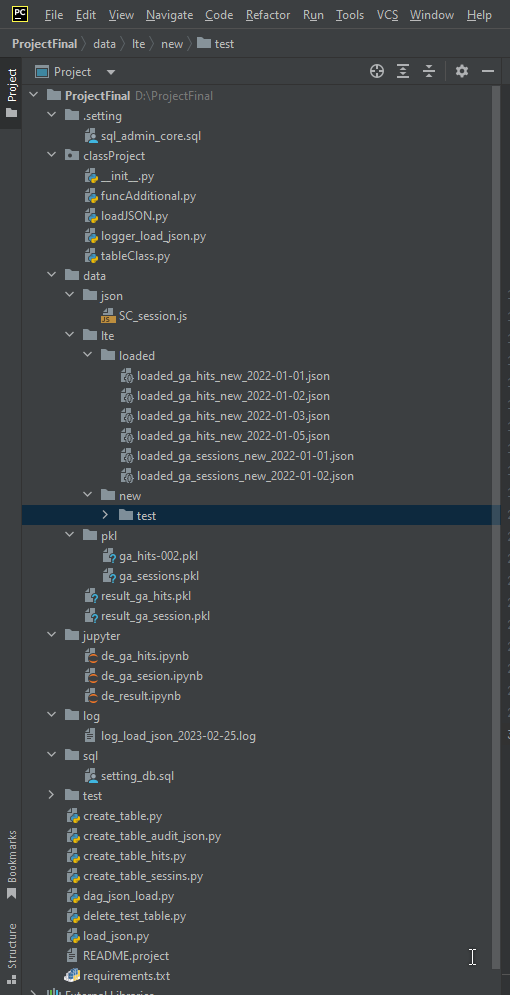 PC File Edit View Navigate Code Refactor Run Tools VCS Window Help
ProjectFinal data lte new test
Project Project
ProjectFinal D:\ProjectFinal
.setting
sql_admin_core.sql
classProject
__init__.py
funcAdditional.py
loadJSON.py
logger_load_json.py
tableClass.py
data
json
JS SC_session.js
lte
loaded
loaded_ga_hits_new_2022-01-01.json
loaded_ga_hits_new_2022-01-02.json
loaded_ga_hits_new_2022-01-03.json
loaded_ga_hits_new_2022-01-05.json
loaded_ga_sessions_new_2022-01-01.json
loaded_ga_sessions_new_2022-01-02.json
new
test
pkl
ga_hits-002.pkl
ga_sessions.pkl
result_ga_hits.pkl
result_ga_session.pkl
jupyter
de_ga_hits.ipynb
de_ga_sesion.ipynb
de_result.ipynb
log
log_load_json_2023-02-25.log
sql
setting_db.sql
test
create_table.py
create_table_audit_json.py
create_table_hits.py
create_table_sessins.py
dag_json_load.py
delete_test_table.py
load_json.py
README.project
requirements.txt
External Libraries
Bookmarks
Structure